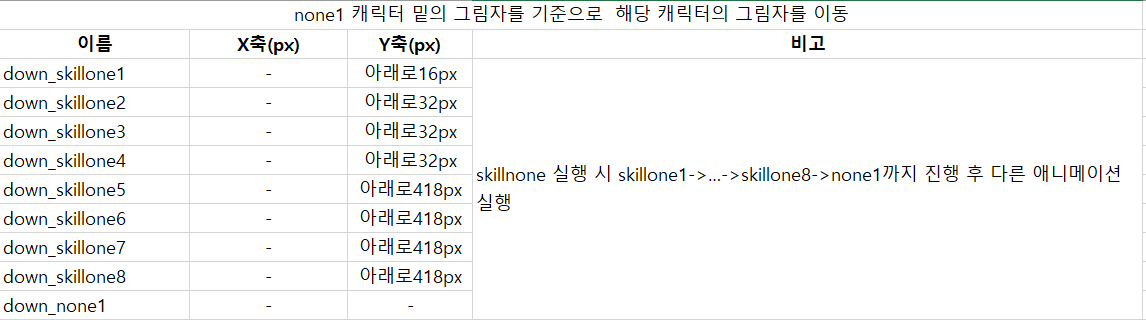 none1 캐릭터 밑의 그림자를 기준으로  해당 캐릭터의 그림자를 이동
이름 X축(px) Y축(px) 비고
down_skillone1 - 아래로16px
down_skillone2 - 아래로32px
down_skillone3 - 아래로32px
down_skillone4 - 아래로32px
skillnone 실행 시 skillone1->...->skillone8->none1까지 진행 후 다른 애니메이션
실행
down_skillone5 - 아래로418px
down_skillone6 - 아래로418px
down_skillone7 - 아래로418px
down_skillone8 - 아래로418px
down_none1 - -